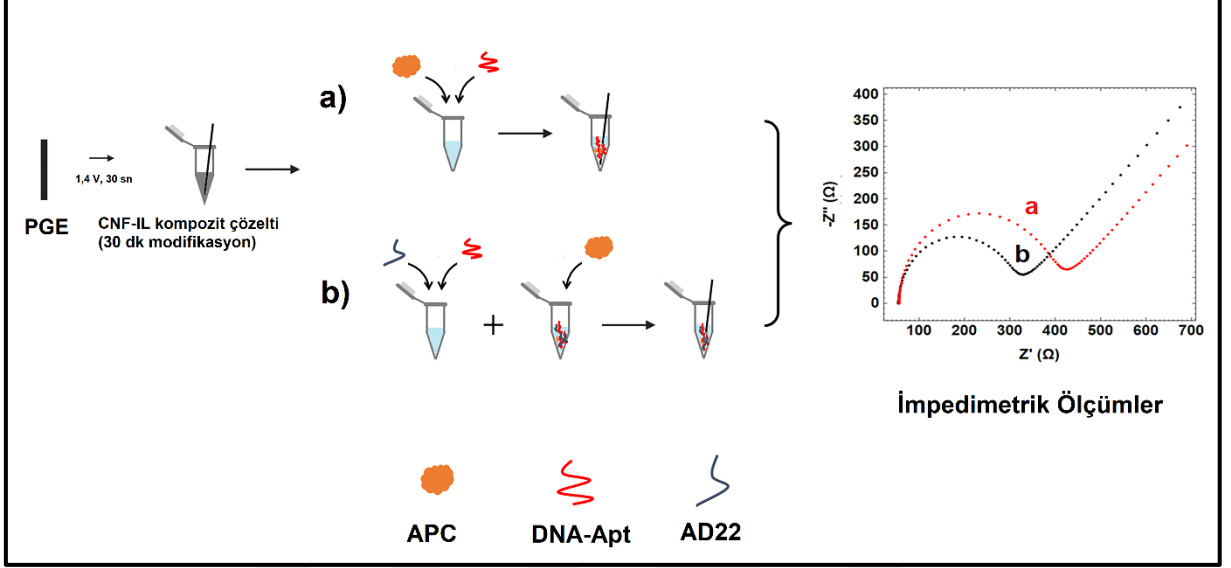 PGE
1,4 V, 30 sn
CNF-IL kompozit çözelti
(30 dk modifikasyon)
a)
b)
+
400
350
300
250
200
150
100
50
0
-Z'' (Ω)
a
b
100 200 300 400 500 600 700
Z' (Ω)
İmpedimetrik Ölçümler
APC
DNA-Apt
AD22